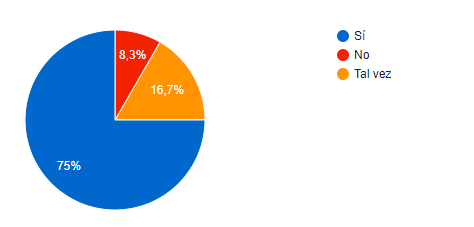 Sí
No
Tal vez
8,3%
16,7%
75%